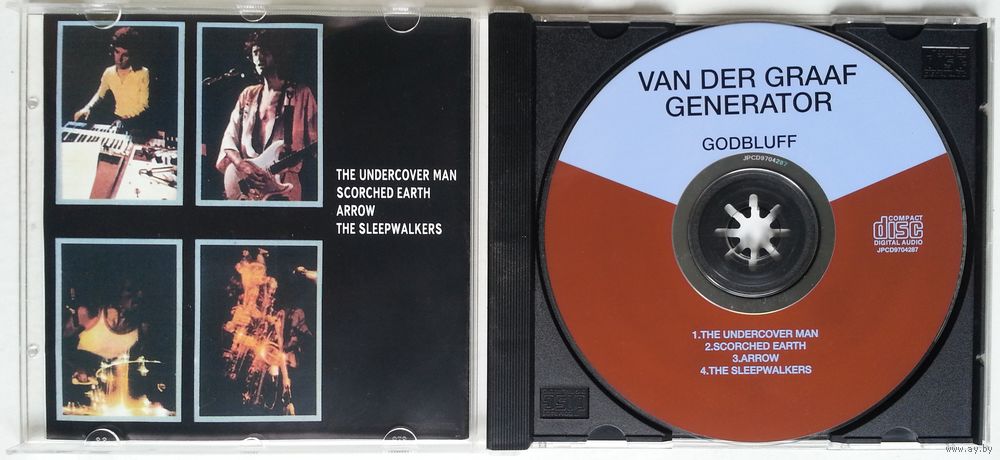 THE UNDERCOVER MAN
SCORCHED EARTH
ARROW
THE SLEEPWALKERS
VAN DER GRAAF
GENERATOR
GODBLUFF
JPCD9704287
COMPACT
disc
DIGITAL AUDIO
JPCD9704287
1.THE UNDERCOVER MAN
2.SCORCHED EARTH
3.ARROW
4.THE SLEEPWALKERS
www.ay.by